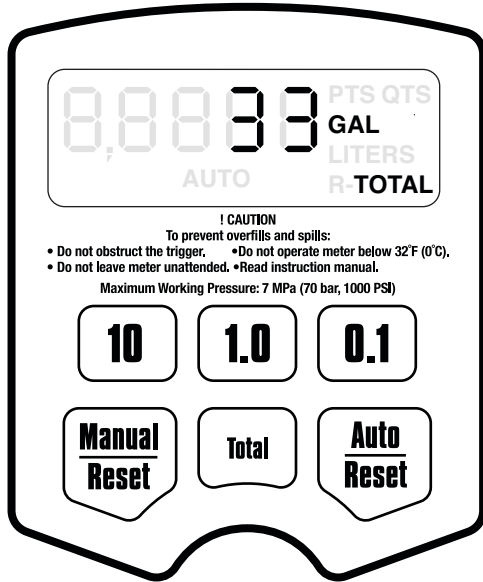 33 PTS QTS
GAL
LITERS
AUTO R-TOTAL
! CAUTION
To prevent overfills and spills:
• Do not obstruct the trigger. •Do not operate meter below 32°F (0°C).
• Do not leave meter unattended. •Read instruction manual.
Maximum Working Pressure: 7 MPa (70 bar, 1000 PSI)
10 1.0 0.1
Manual Total Auto
Reset Reset